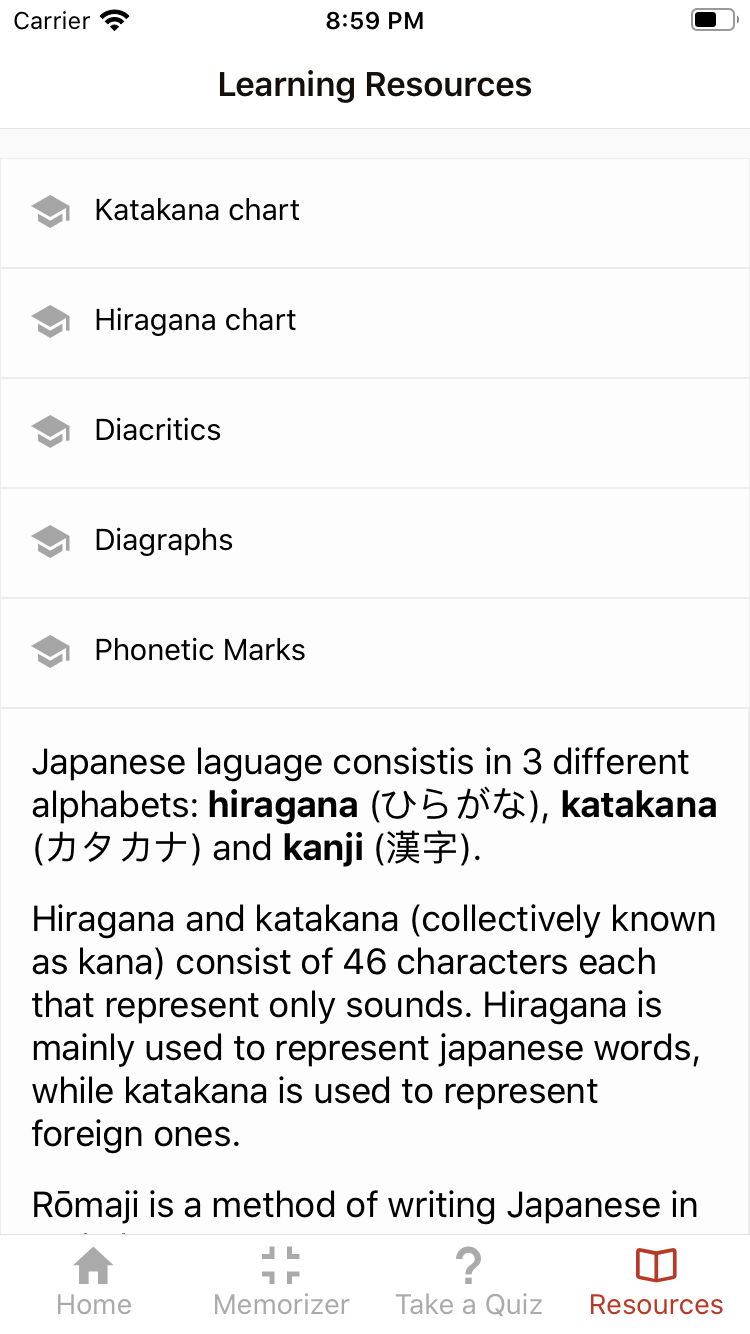 Carrier 8:59 PM
Learning Resources
Katakana chart
Hiragana chart
Diacritics
Diagraphs
Phonetic Marks
Japanese laguage consistis in 3 different
alphabets: hiragana (ひらがな), katakana
(カタカナ) and kanji (漢字).
Hiragana and katakana (collectively known
as kana) consist of 46 characters each
that represent only sounds. Hiragana is
mainly used to represent japanese words,
while katakana is used to represent
foreign ones.
Rōmaji is a method of writing Japanese in
Home Memorizer Take a Quiz Resources